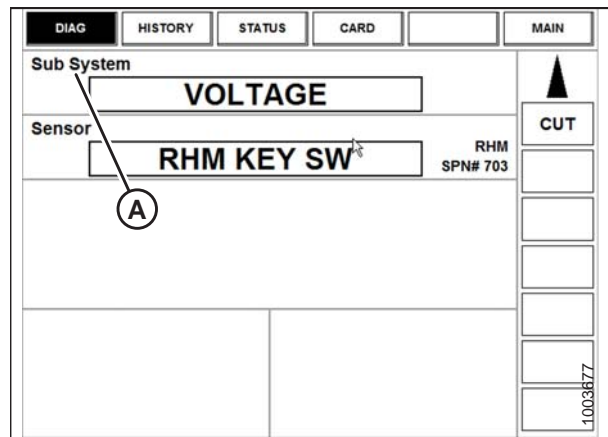 DIAG HISTORY STATUS CARD MAIN
Sub System
VOLTAGE
CUT
Sensor
RHM KEY SW
RHM
SPN# 703
A
1003677